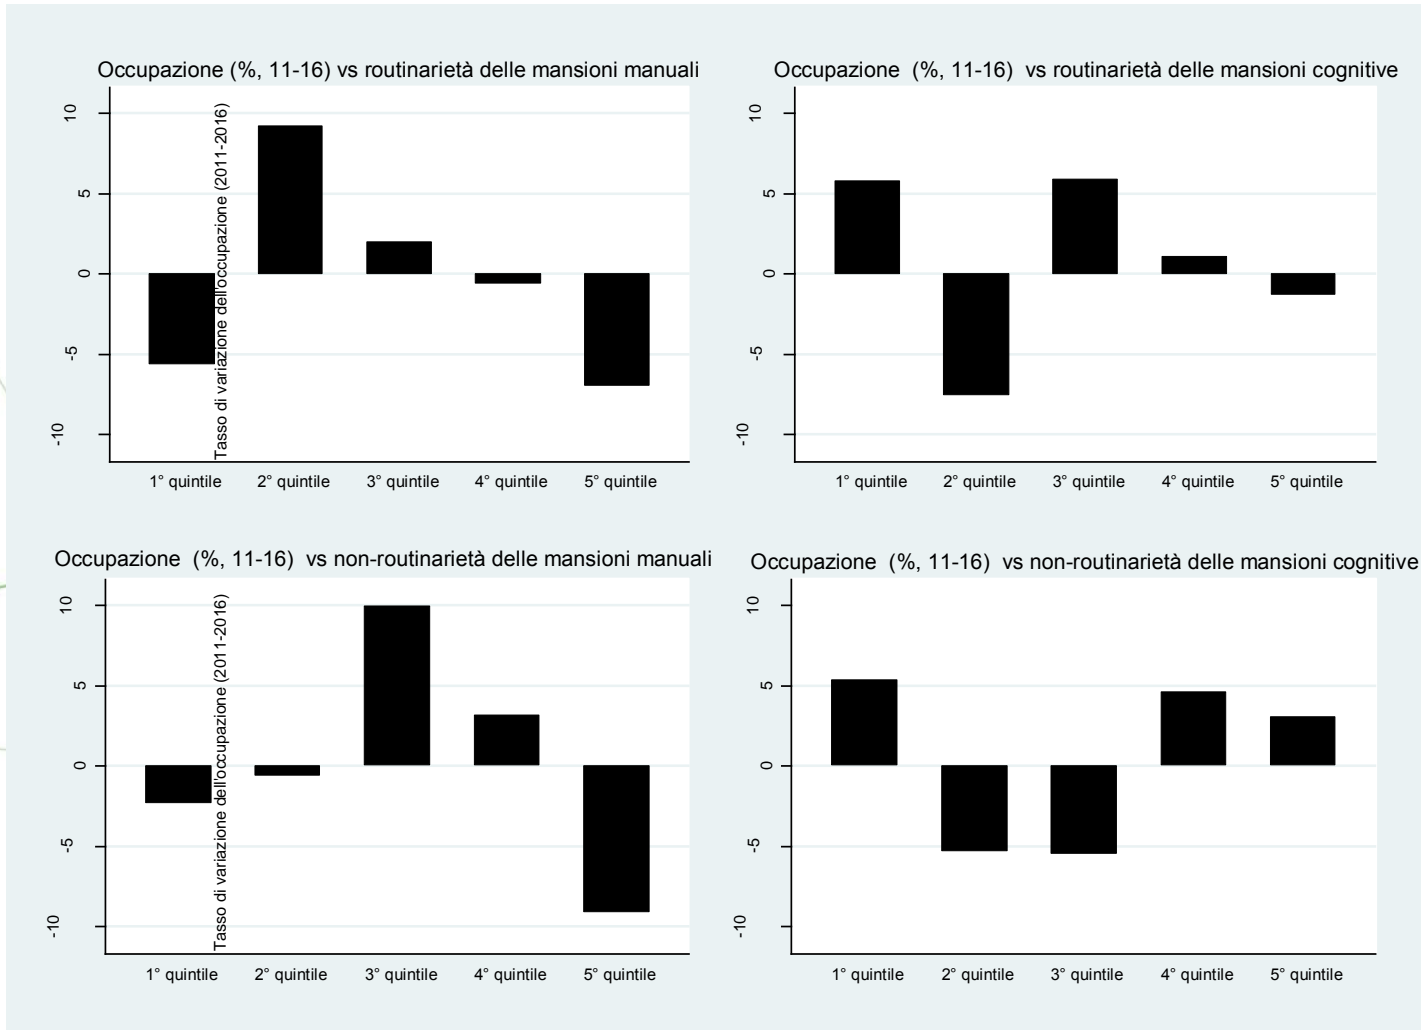 Occupazione (%, 11-16) vs routinarietà delle mansioni manuali
10
5
0
-5
-10
Tasso di variazione dell'occupazione (2011-2016)
1° quintile 2° quintile 3° quintile 4° quintile 5° quintile
Occupazione (%, 11-16) vs routinarietà delle mansioni cognitive
10
5
0
-5
-10
1° quintile 2° quintile 3° quintile 4° quintile 5° quintile
Occupazione (%, 11-16) vs non-routinarietà delle mansioni manuali
10
5
0
-5
-10
Tasso di variazione dell'occupazione (2011-2016)
1° quintile 2° quintile 3° quintile 4° quintile 5° quintile
Occupazione (%, 11-16) vs non-routinarietà delle mansioni cognitive
10
5
0
-5
-10
1° quintile 2° quintile 3° quintile 4° quintile 5° quintile